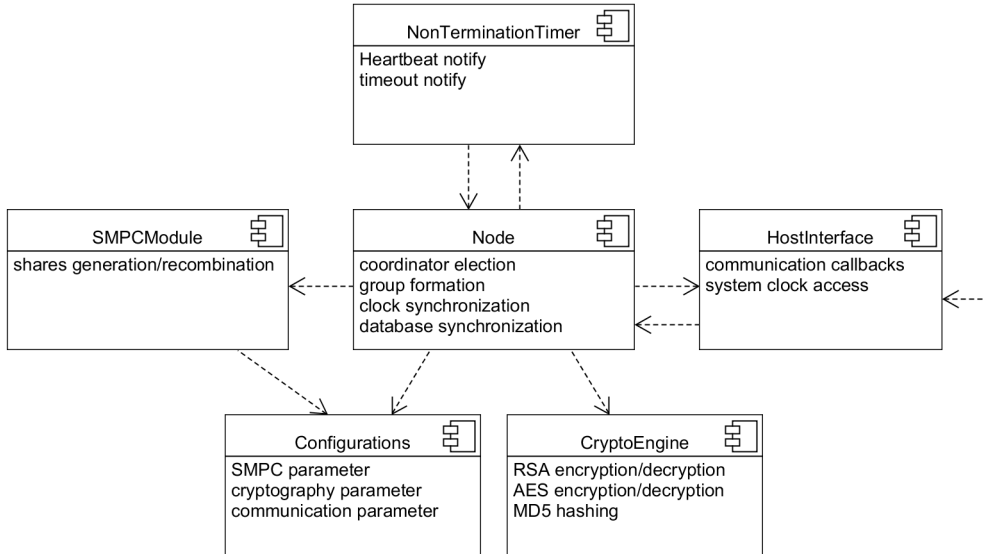 NonTerminationTimer
Heartbeat notify
timeout notify
SMPCModule
shares generation/recombination
Node
coordinator election
group formation
clock synchronization
database synchronization
HostInterface
communication callbacks
system clock access
Configurations
SMPC parameter
cryptography parameter
communication parameter
CryptoEngine
RSA encryption/decryption
AES encryption/decryption
MD5 hashing